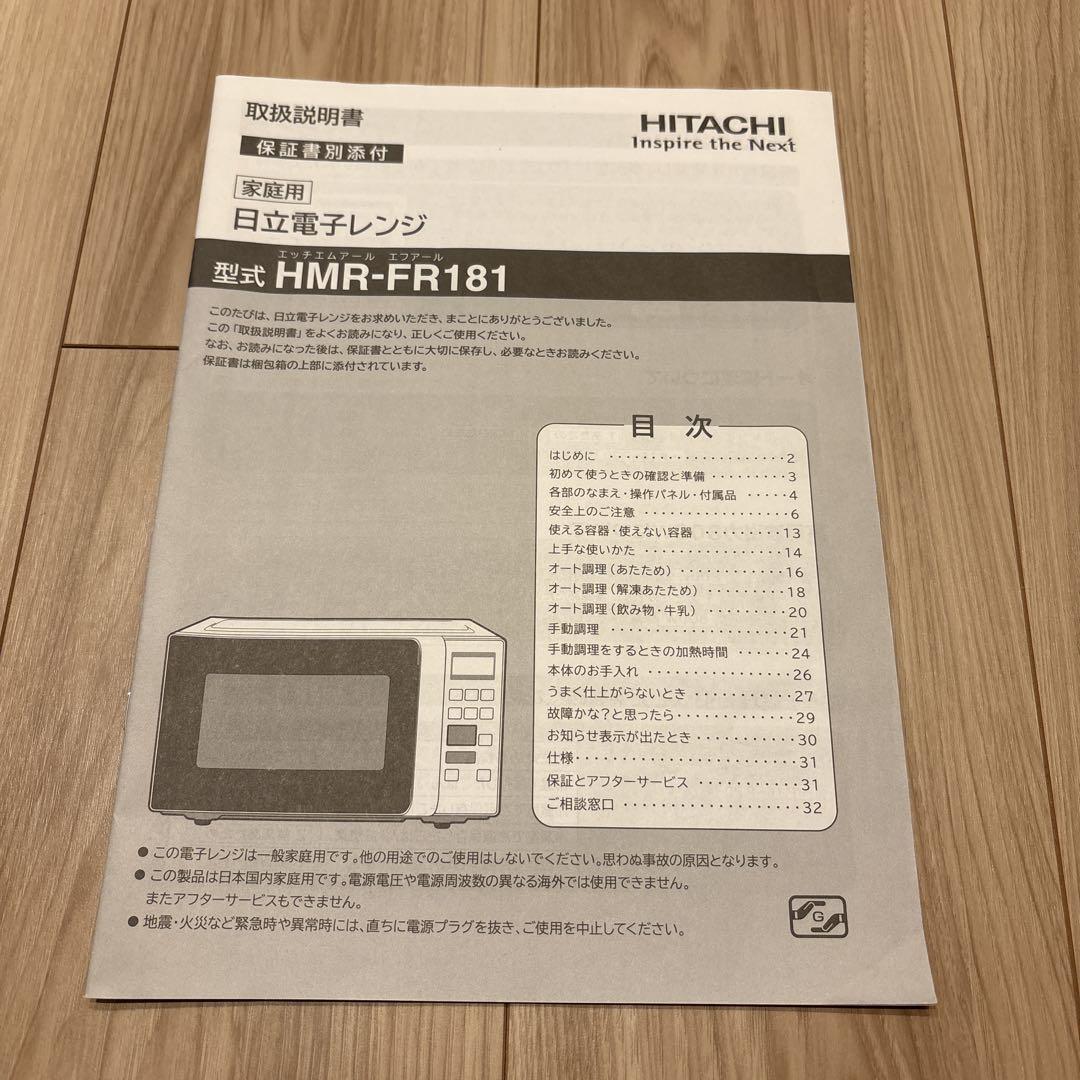 取扱説明書
保証書別添付
HITACHI
Inspire the Next
家庭用
日立電子レンジ
エッチエムアール エフアール
型式 HMR-FR181
このたびは、日立電子レンジをお求めいただき、まことにありがとうございました。
この「取扱説明書」をよくお読みになり、正しくご使用ください。
なお、お読みになった後は、保証書とともに大切に保存し、必要なときお読みください。
保証書は梱包箱の上部に添付されています。
目 次
はじめに ・・・・・・・・・・・・・・・・・・・・・2
初めて使うときの確認と準備 ・・・・・・・・・3
各部のなまえ・操作パネル・付属品 ・・・・・4
安全上のご注意 ・・・・・・・・・・・・・・・・・・6
使える容器・使えない容器 ・・・・・・・・・13
上手な使いかた ・・・・・・・・・・・・・・・・・14
オート調理(あたため) ・・・・・・・・・・・・16
オート調理(解凍あたため) ・・・・・・・・・18
オート調理(飲み物・牛乳) ・・・・・・・・・20
手動調理 ・・・・・・・・・・・・・・・・・・・・・21
手動調理をするときの加熱時間 ・・・・・・24
本体のお手入れ ・・・・・・・・・・・・・・・・・26
うまく仕上がらないとき ・・・・・・・・・・・27
故障かな?と思ったら・・・・・・・・・・・・・29
お知らせ表示が出たとき ・・・・・・・・・・・30
仕様・・・・・・・・・・・・・・・・・・・・・・・・31
保証とアフターサービス ・・・・・・・・・・31
ご相談窓口 ・・・・・・・・・・・・・・・・・・・32
● この電子レンジは一般家庭用です。他の用途でのご使用はしないでください。思わぬ事故の原因となります。
● この製品は日本国内家庭用です。電源電圧や電源周波数の異なる海外では使用できません。
またアフターサービスもできません。
● 地震・火災など緊急時や異常時には、直ちに電源プラグを抜き、ご使用を中止してください。
G